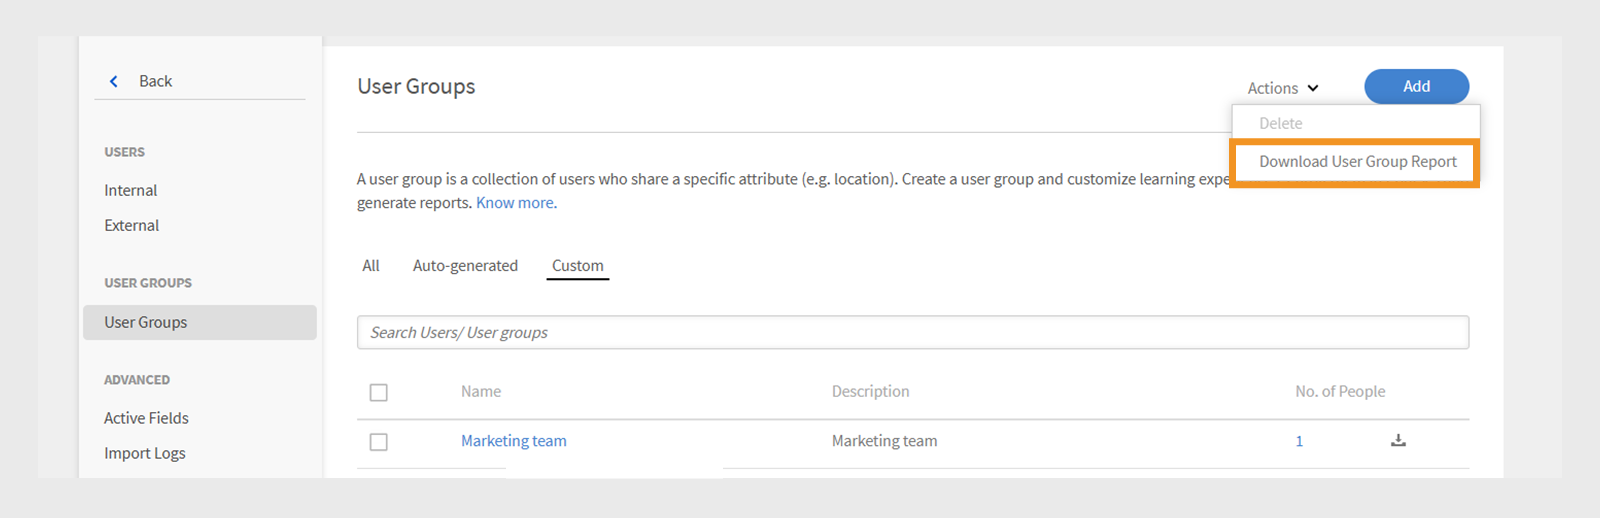 Back
USERS
Internal
External
USER GROUPS
User Groups
ADVANCED
Active Fields
Import Logs
User Groups
Actions
Add
Delete
Download User Group Report
A user group is a collection of users who share a specific attribute (e.g. location). Create a user group and customize learning expe
generate reports. Know more.
All Auto-generated Custom
Search Users/ User groups
Name Description No. of People
Marketing team Marketing team 1